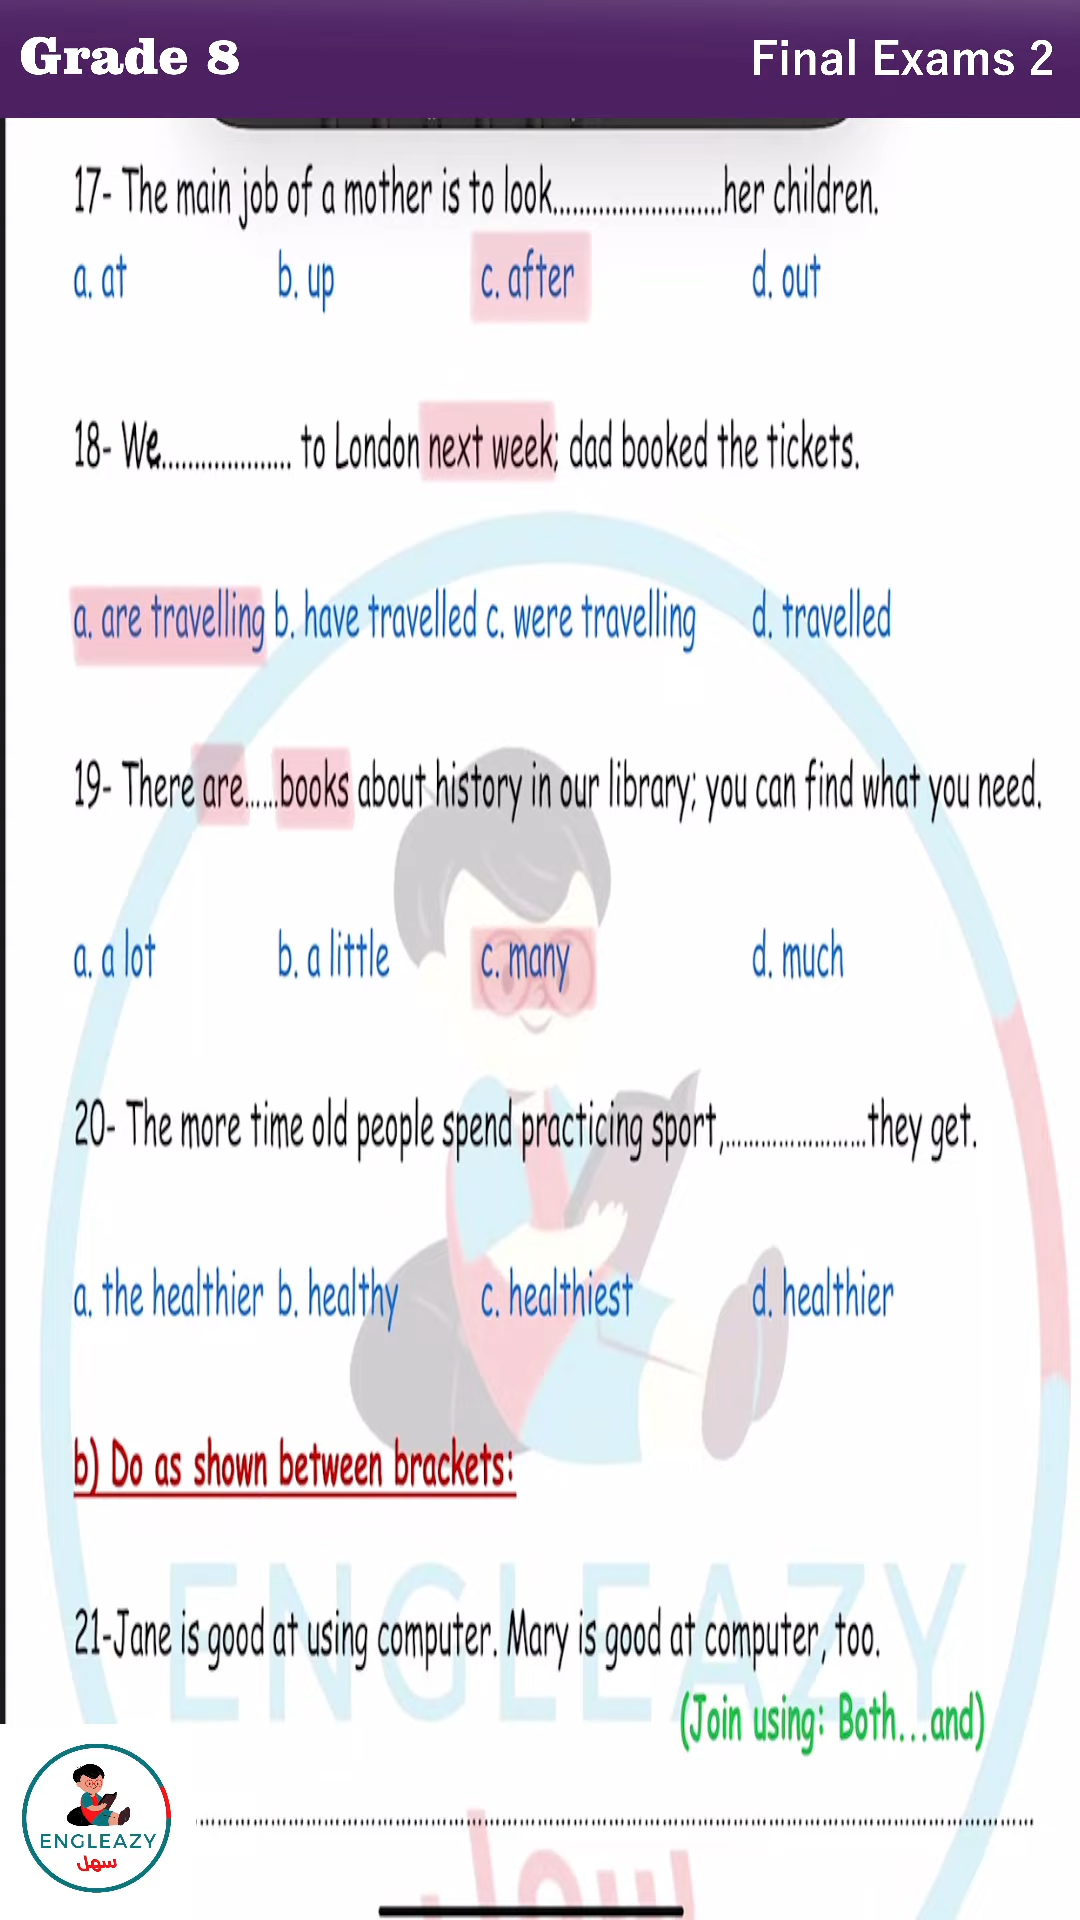 Grade 8
Final Exams 2
17- The main job of a mother is to look..........................her children.
a. at b. up c. after d. out
18- We.................... to London next week; dad booked the tickets.
a. are travelling b. have travelled c. were travelling d. travelled
19- There are......books about history in our library; you can find what you need.
a. a lot b. a little c. many d. much
20- The more time old people spend practicing sport,........................they get.
a. the healthier b. healthy c. healthiest d. healthier
b) Do as shown between brackets:
21-Jane is good at using computer. Mary is good at computer, too.
(Join using: Both...and)
................................................................................
ENGLEAZY
سهل
ENGLEAZY
سهل